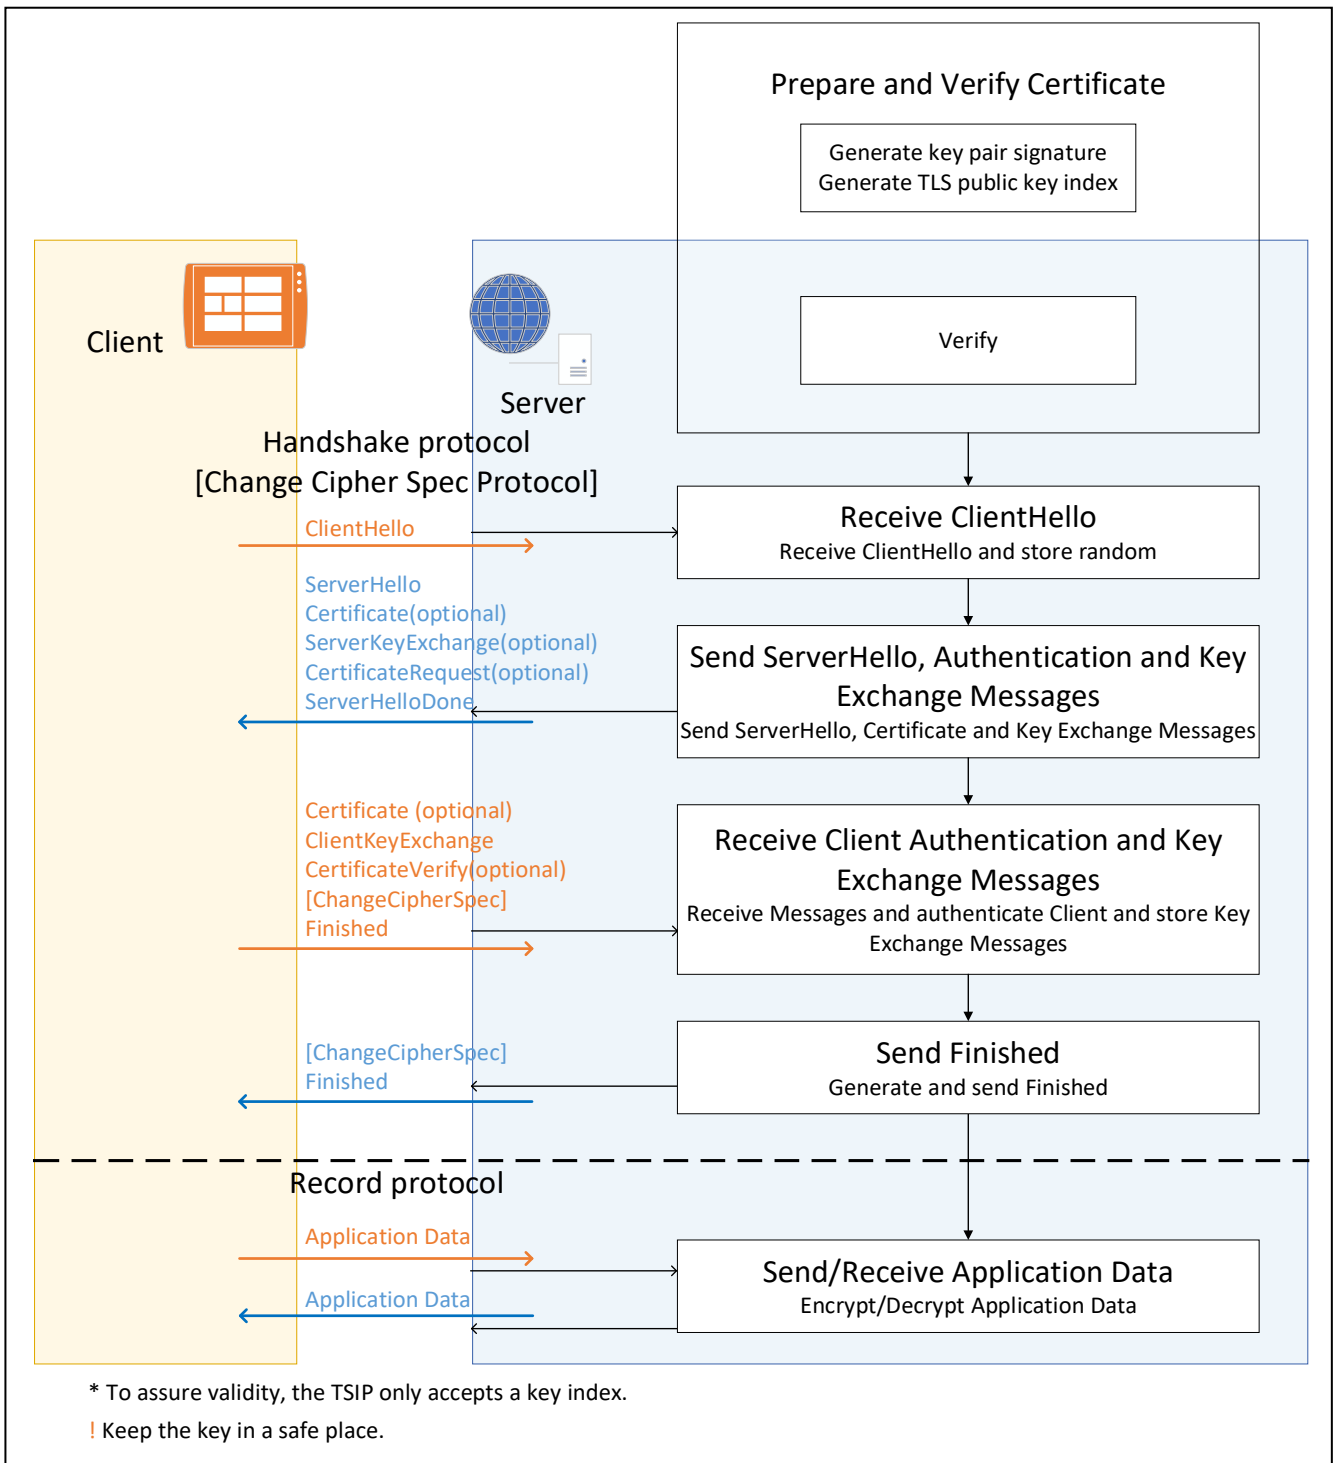 Prepare and Verify Certificate
Generate key pair signature
Generate TLS public key index
Verify
Client
Server
Handshake protocol
[Change Cipher Spec Protocol]
ClientHello
Receive ClientHello
Receive ClientHello and store random
ServerHello
Certificate(optional)
ServerKeyExchange(optional)
CertificateRequest(optional)
ServerHelloDone
Send ServerHello, Authentication and Key
Exchange Messages
Send ServerHello, Certificate and Key Exchange Messages
Certificate (optional)
ClientKeyExchange
CertificateVerify(optional)
[ChangeCipherSpec]
Finished
Receive Client Authentication and Key
Exchange Messages
Receive Messages and authenticate Client and store Key
Exchange Messages
[ChangeCipherSpec]
Finished
Send Finished
Generate and send Finished
Record protocol
Application Data
Application Data
Send/Receive Application Data
Encrypt/Decrypt Application Data
* To assure validity, the TSIP only accepts a key index.
! Keep the key in a safe place.